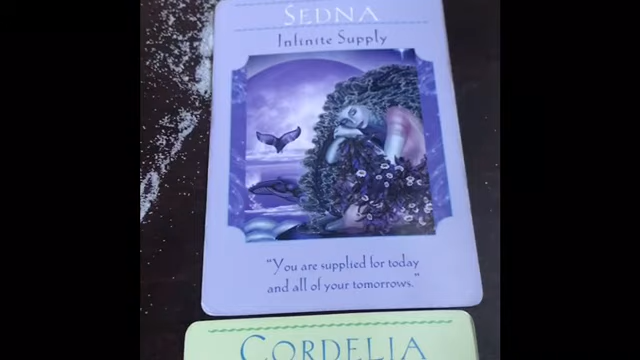 SEDNA
Infinite Supply
"You are supplied for today
and all of your tomorrows."
CORDELIA